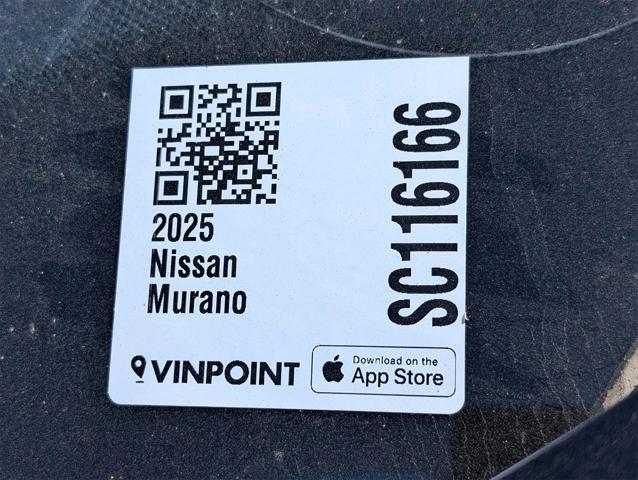 2025
Nissan
Murano
SC116166
VINPOINT
Download on the
App Store